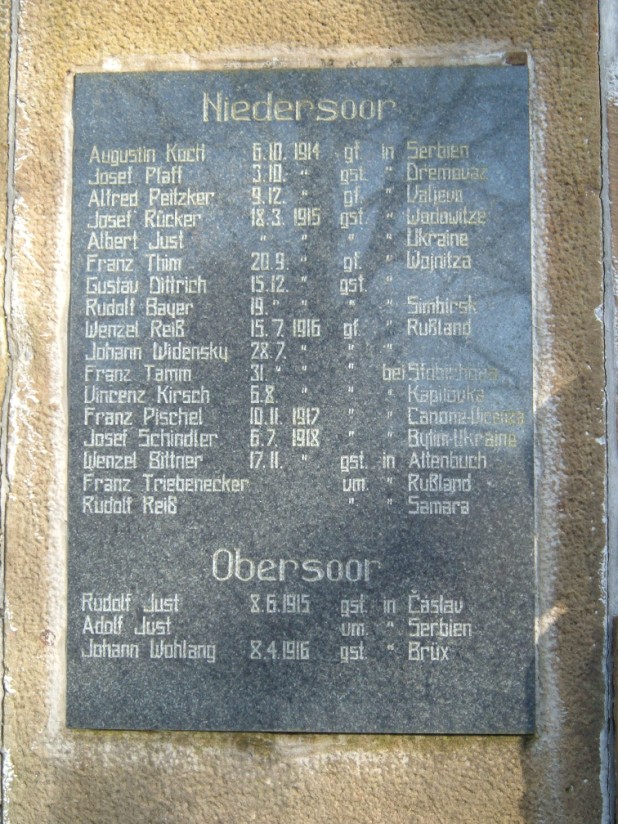 Niedersoor
Augustin Koch 6.10. 1914 gf. in Serbien
Josef Pfaff 3.10. " gst. " Dremovaz
Alfred Peitzker 9.12. " gf. " Valjevo
Josef Rücker 18.3. 1915 gst. " Wadowitze
Albert Just " " " " Ukraine
Franz Thim 20.9. " gf. " Wojnitza
Gustav Dittrich 15.12. " gst. "
Rudolf Bayer 19. " " " " Simbirsk
Wenzel Reiß 15.7. 1916 gf. " Rußland
Johann Widensky 28.7. " " "
Franz Tamm 31. " " " bei
Vincenz Kirsch 6.8. " " " Kapilovka
Franz Pischel 10.11. 1917 " " Canone-Vicenza
Josef Schindler 6.7. 1918 " " Bytim-Ukraine
Wenzel Bittner 17.11. " gst. in Altenbuch
Franz Triebenecker vm. " Rußland
Rudolf Reiß " " Samara
Obersoor
Rudolf Just 8.6.1915 gst. in Časlav
Adolf Just vm. " Serbien
Johann Wohlang 8.4.1916 gst. " Brüx